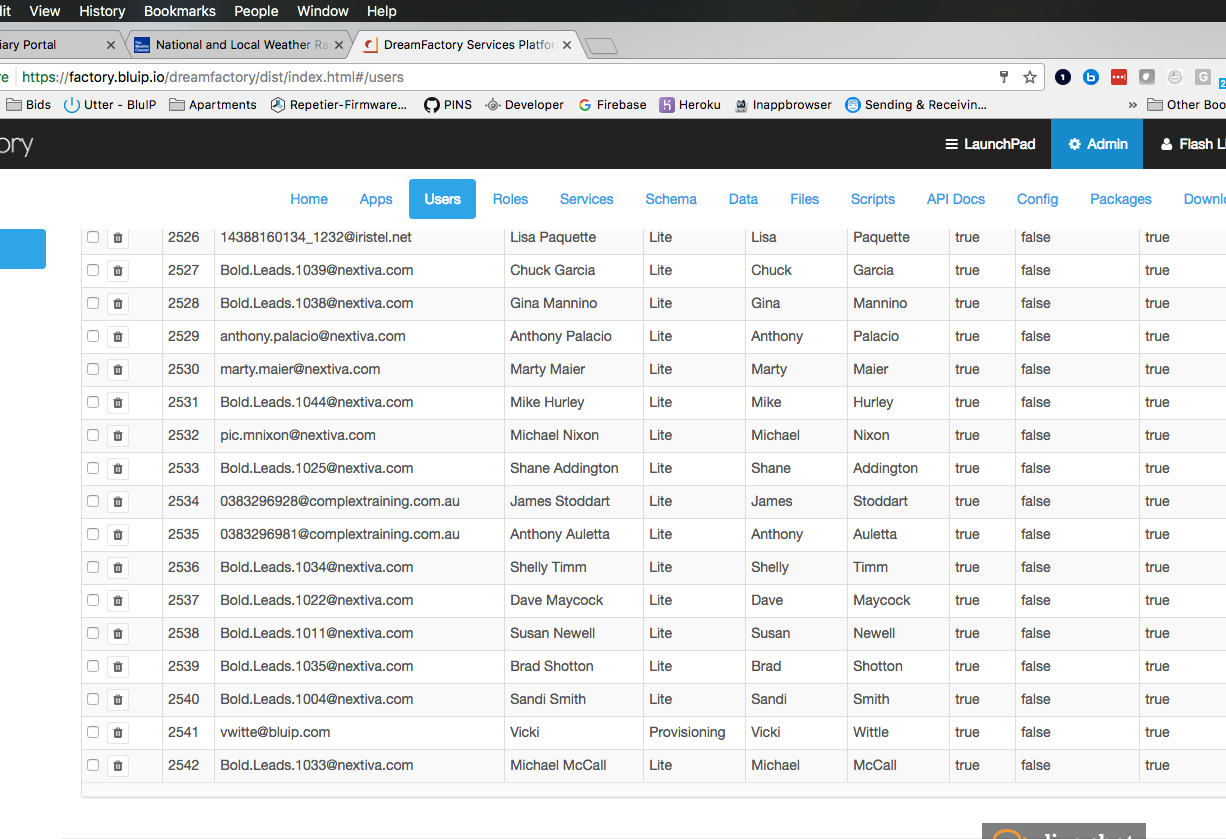 lit View History Bookmarks People Window Help
iary Portal National and Local Weather Ra DreamFactory Services Platfor
re https://factory.bluip.io/dreamfactory/dist/index.html#/users
Bids Utter - BluIP Apartments Repetier-Firmware... PINS Developer Firebase Heroku Inappbrowser Sending & Receivin... » Other Boo
ory LaunchPad Admin Flash Li
Home Apps Users Roles Services Schema Data Files Scripts API Docs Config Packages Downlo
2526 14388160134_1232@iristel.net Lisa Paquette Lite Lisa Paquette true false true
2527 Bold.Leads.1039@nextiva.com Chuck Garcia Lite Chuck Garcia true false true
2528 Bold.Leads.1038@nextiva.com Gina Mannino Lite Gina Mannino true false true
2529 anthony.palacio@nextiva.com Anthony Palacio Lite Anthony Palacio true false true
2530 marty.maier@nextiva.com Marty Maier Lite Marty Maier true false true
2531 Bold.Leads.1044@nextiva.com Mike Hurley Lite Mike Hurley true false true
2532 pic.mnixon@nextiva.com Michael Nixon Lite Michael Nixon true false true
2533 Bold.Leads.1025@nextiva.com Shane Addington Lite Shane Addington true false true
2534 0383296928@complextraining.com.au James Stoddart Lite James Stoddart true false true
2535 0383296981@complextraining.com.au Anthony Auletta Lite Anthony Auletta true false true
2536 Bold.Leads.1034@nextiva.com Shelly Timm Lite Shelly Timm true false true
2537 Bold.Leads.1022@nextiva.com Dave Maycock Lite Dave Maycock true false true
2538 Bold.Leads.1011@nextiva.com Susan Newell Lite Susan Newell true false true
2539 Bold.Leads.1035@nextiva.com Brad Shotton Lite Brad Shotton true false true
2540 Bold.Leads.1004@nextiva.com Sandi Smith Lite Sandi Smith true false true
2541 vwitte@bluip.com Vicki Provisioning Vicki Wittle true false true
2542 Bold.Leads.1033@nextiva.com Michael McCall Lite Michael McCall true false true